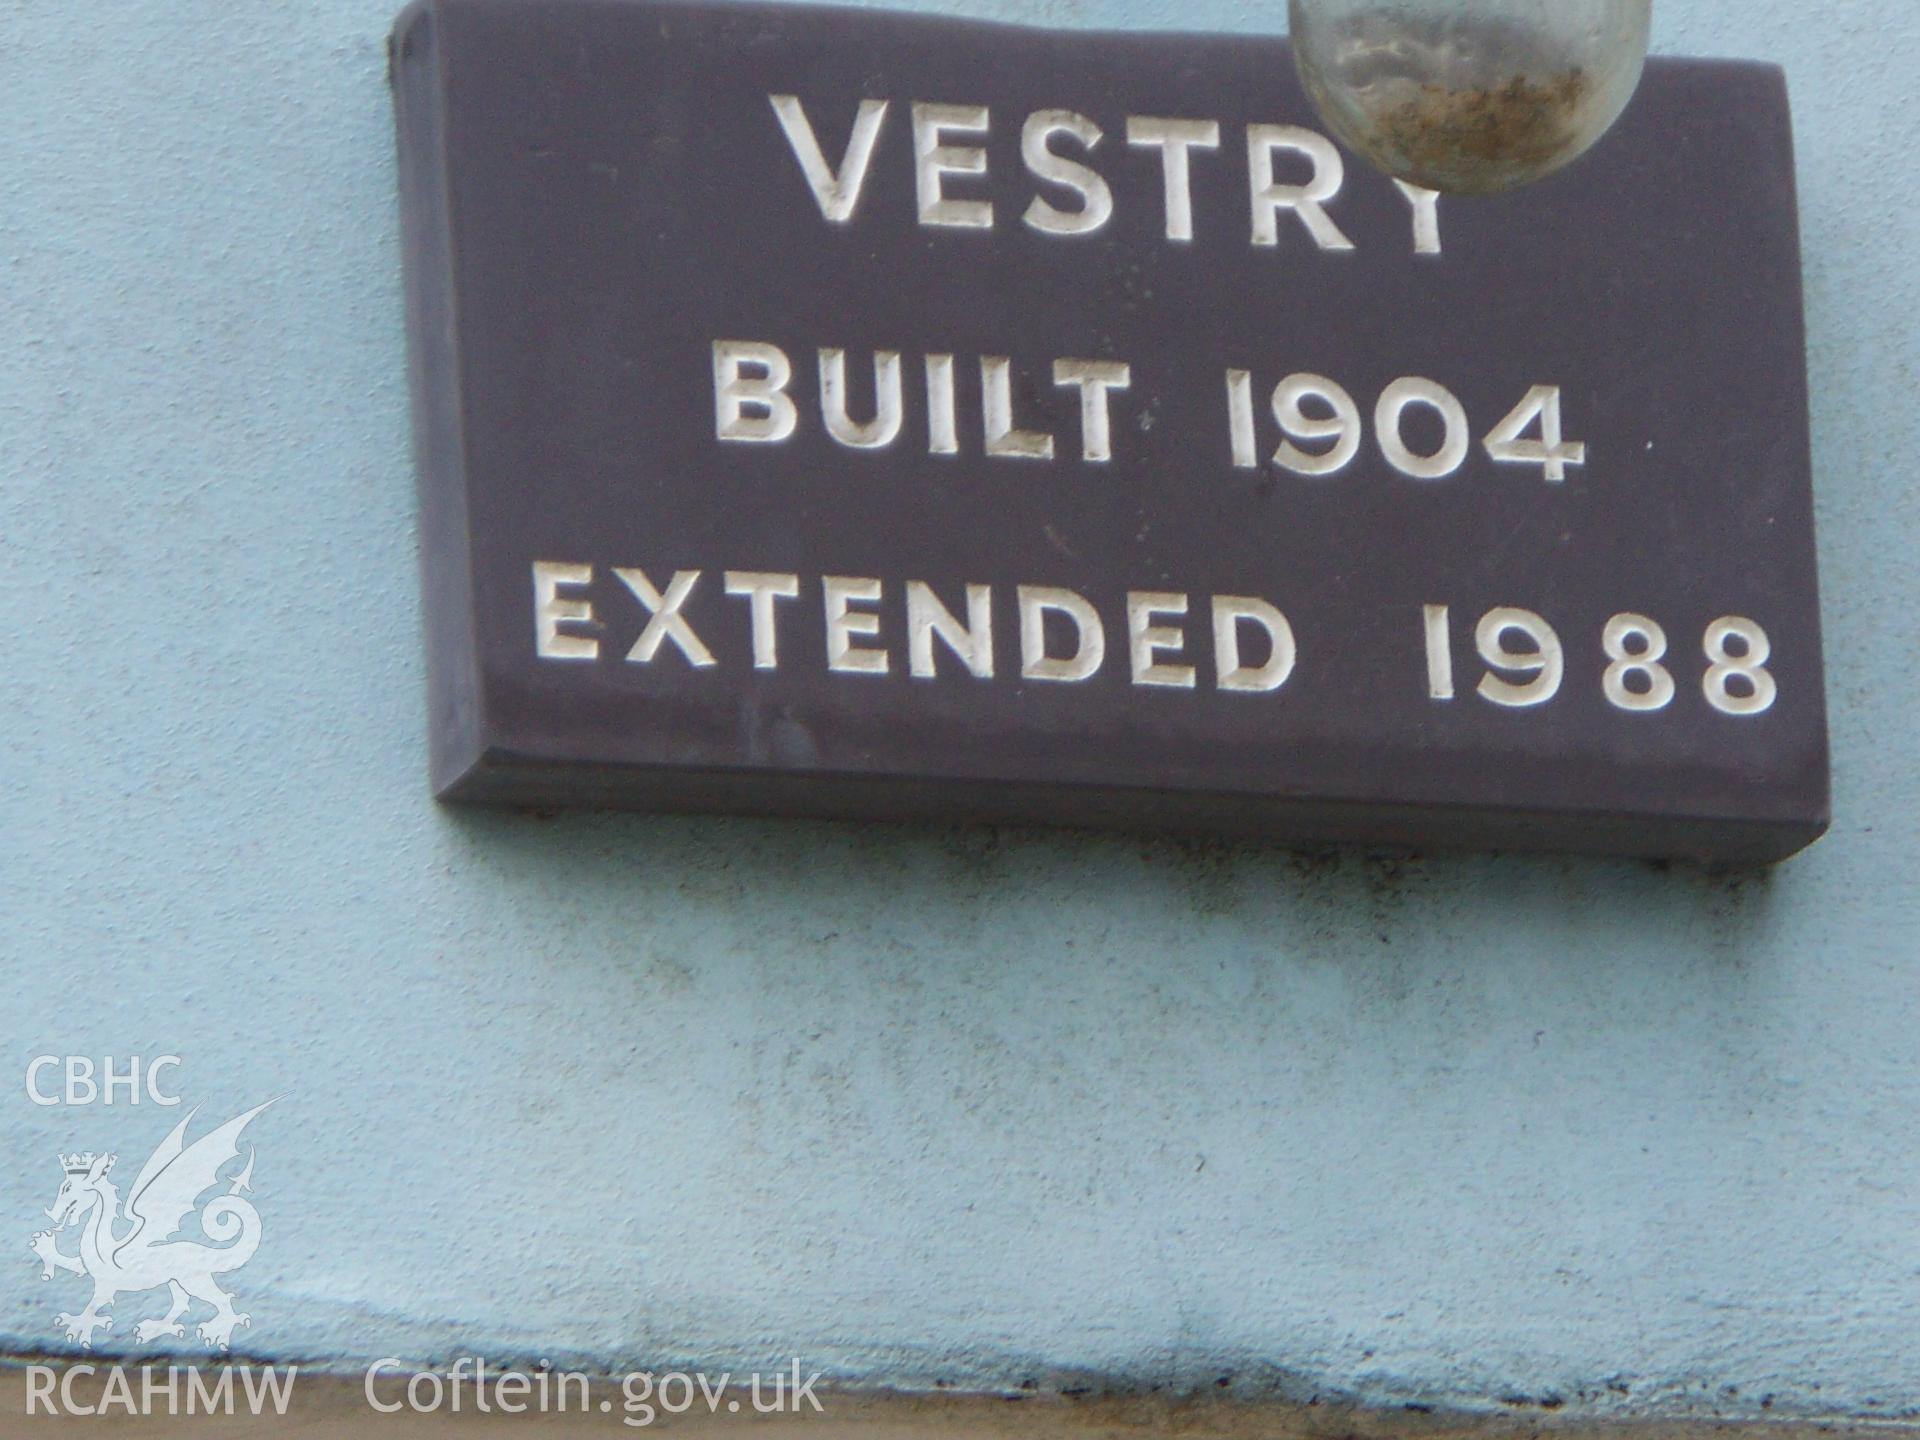 VESTRY
BUILT 1904
EXTENDED 1988
CBHC
RCAHMW Coflein.gov.uk